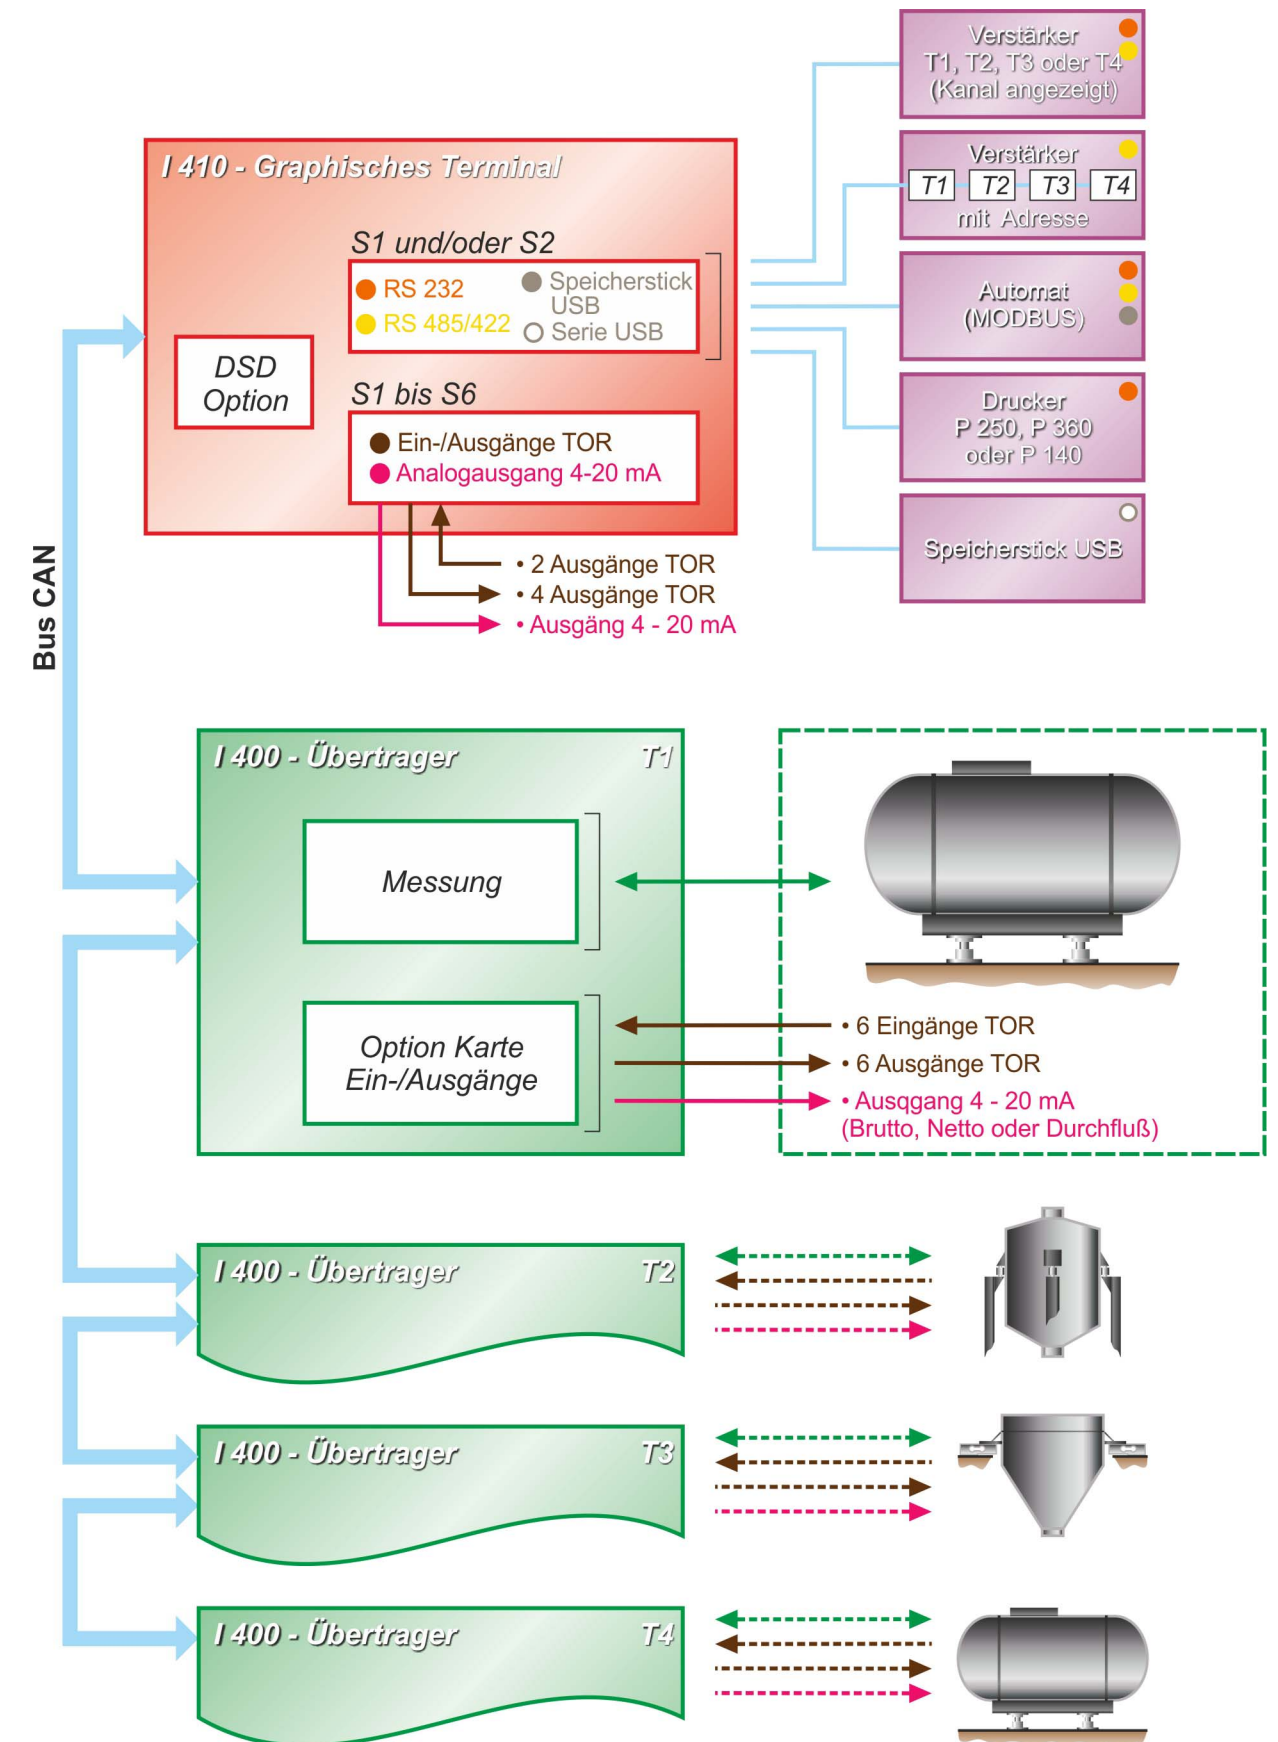 Verstärker
T1, T2, T3 oder T4
(Kanal angezeigt)
I 410 - Graphisches Terminal
Verstärker
T1 T2 T3 T4
mit Adresse
S1 und/oder S2
RS 232
RS 485/422
Speicherstick
USB
Serie USB
Automat
(MODBUS)
DSD
Option
S1 bis S6
Ein-/Ausgänge TOR
Analogausgang 4-20 mA
Drucker
P 250, P 360
oder P 140
Speicherstick USB
• 2 Ausgänge TOR
• 4 Ausgänge TOR
• Ausgäng 4 - 20 mA
Bus CAN
I 400 - Übertrager T1
Messung
Option Karte
Ein-/Ausgänge
• 6 Eingänge TOR
• 6 Ausgänge TOR
• Ausqgang 4 - 20 mA
(Brutto, Netto oder Durchfluß)
I 400 - Übertrager T2
I 400 - Übertrager T3
I 400 - Übertrager T4